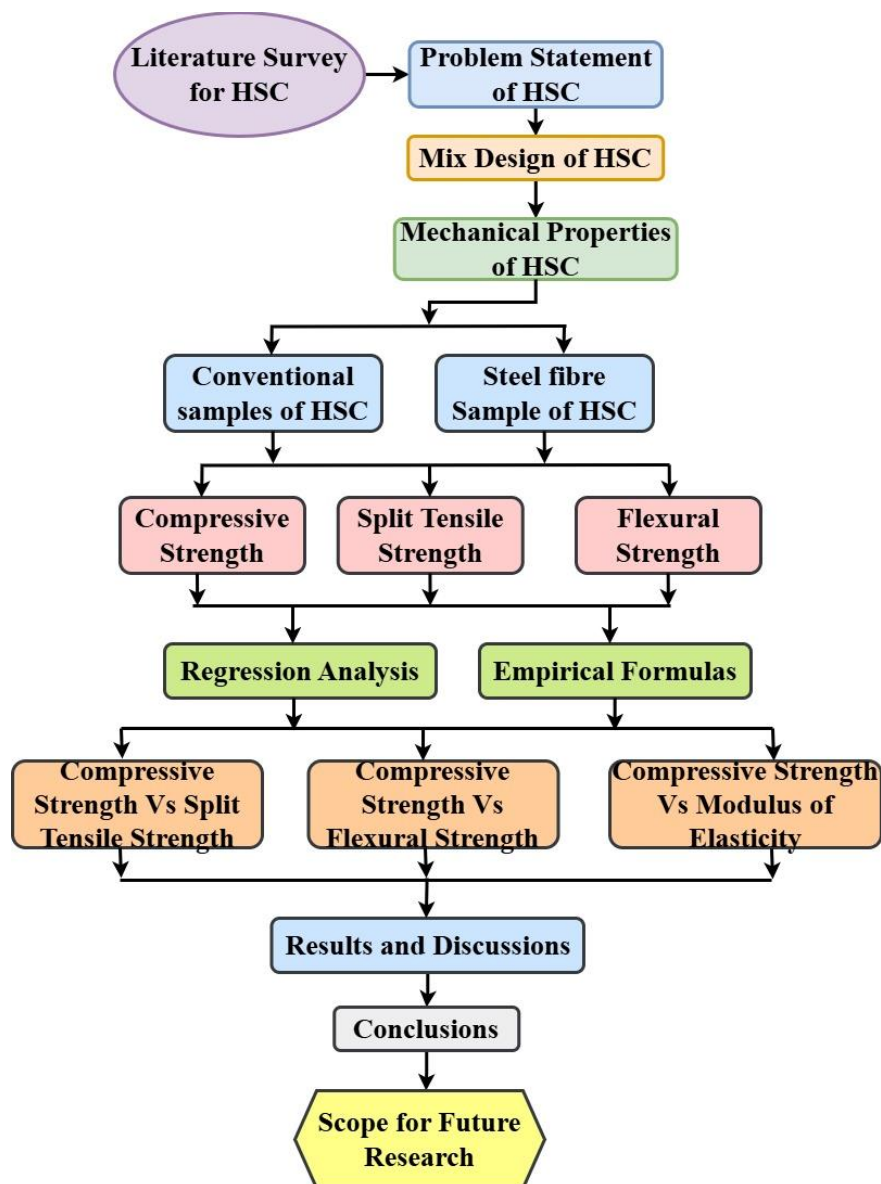 Literature Survey
for HSC
Problem Statement
of HSC
Mix Design of HSC
Mechanical Properties
of HSC
Conventional
samples of HSC
Steel fibre
Sample of HSC
Compressive
Strength
Split Tensile
Strength
Flexural
Strength
Regression Analysis
Empirical Formulas
Compressive
Strength Vs Split
Tensile Strength
Compressive
Strength Vs
Flexural Strength
Compressive Strength
Vs Modulus of
Elasticity
Results and Discussions
Conclusions
Scope for Future
Research